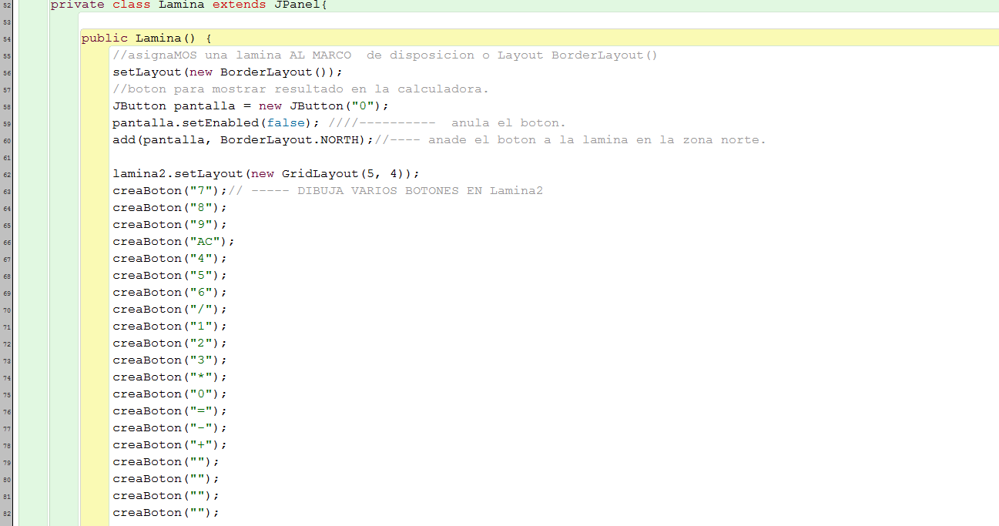 52 private class Lamina extends JPanel{
53
54 public Lamina() {
55 //asignaMOS una lamina AL MARCO  de disposicion o Layout BorderLayout()
56 setLayout(new BorderLayout());
57 //boton para mostrar resultado en la calculadora.
58 JButton pantalla = new JButton("0");
59 pantalla.setEnabled(false); ////----------  anula el boton.
60 add(pantalla, BorderLayout.NORTH);//---- anade el boton a la lamina en la zona norte.
61
62 lamina2.setLayout(new GridLayout(5, 4));
63 creaBoton("7");// ----- DIBUJA VARIOS BOTONES EN Lamina2
64 creaBoton("8");
65 creaBoton("9");
66 creaBoton("AC");
67 creaBoton("4");
68 creaBoton("5");
69 creaBoton("6");
70 creaBoton("/");
71 creaBoton("1");
72 creaBoton("2");
73 creaBoton("3");
74 creaBoton("*");
75 creaBoton("0");
76 creaBoton("=");
77 creaBoton("-");
78 creaBoton("+");
79 creaBoton("");
80 creaBoton("");
81 creaBoton("");
82 creaBoton("");